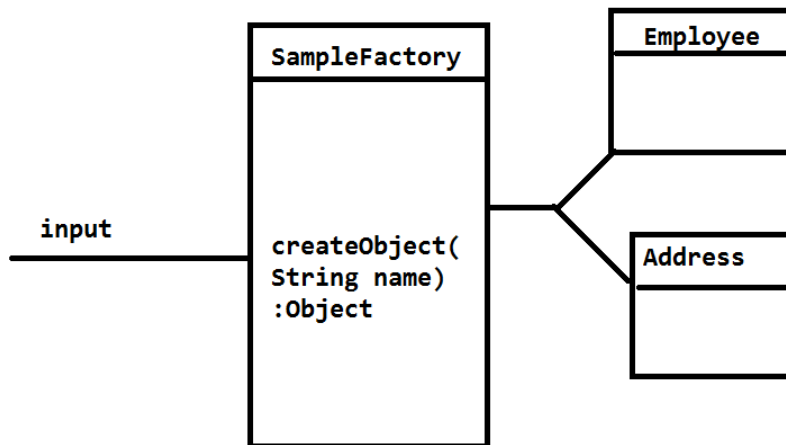 SampleFactory
Employee
input
createObject(
String name)
:Object
Address